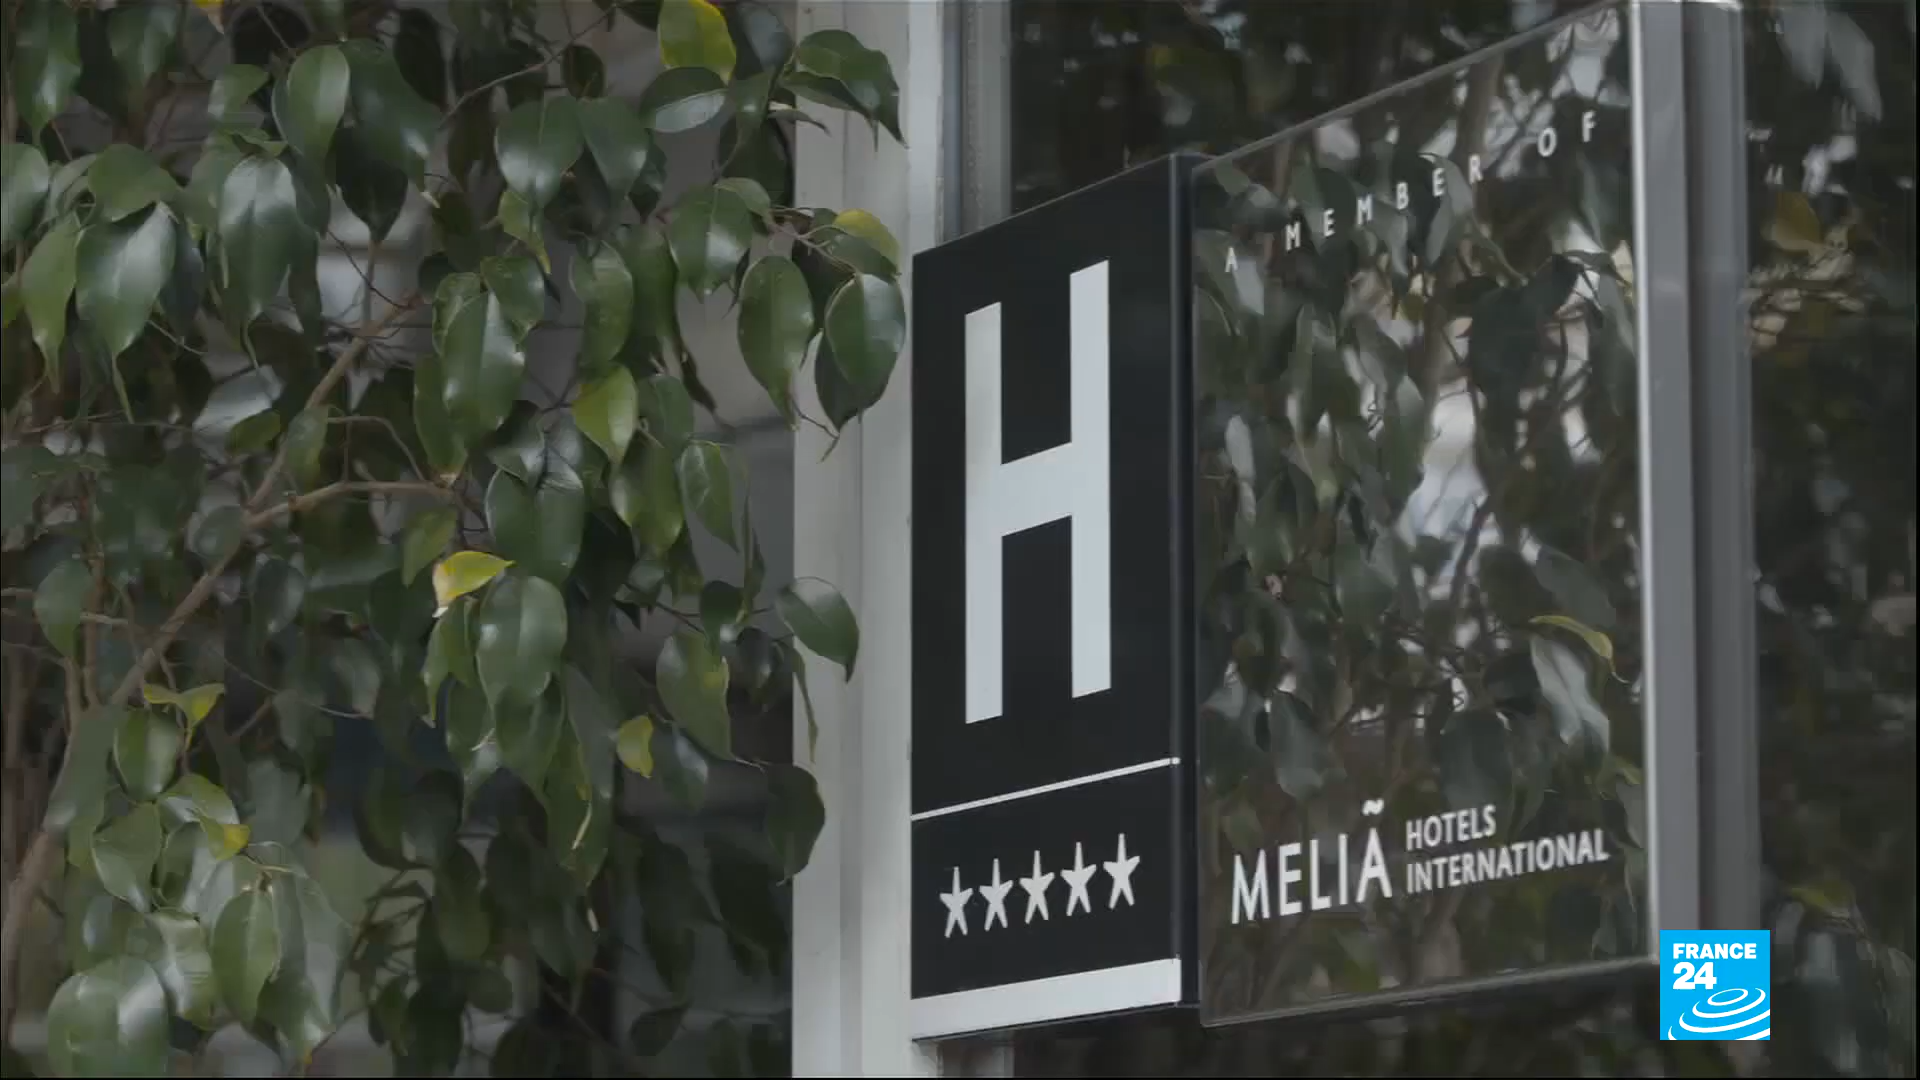 H
A MEMBER OF
MELIÃ
HOTELS
INTERNATIONAL
FRANCE
24